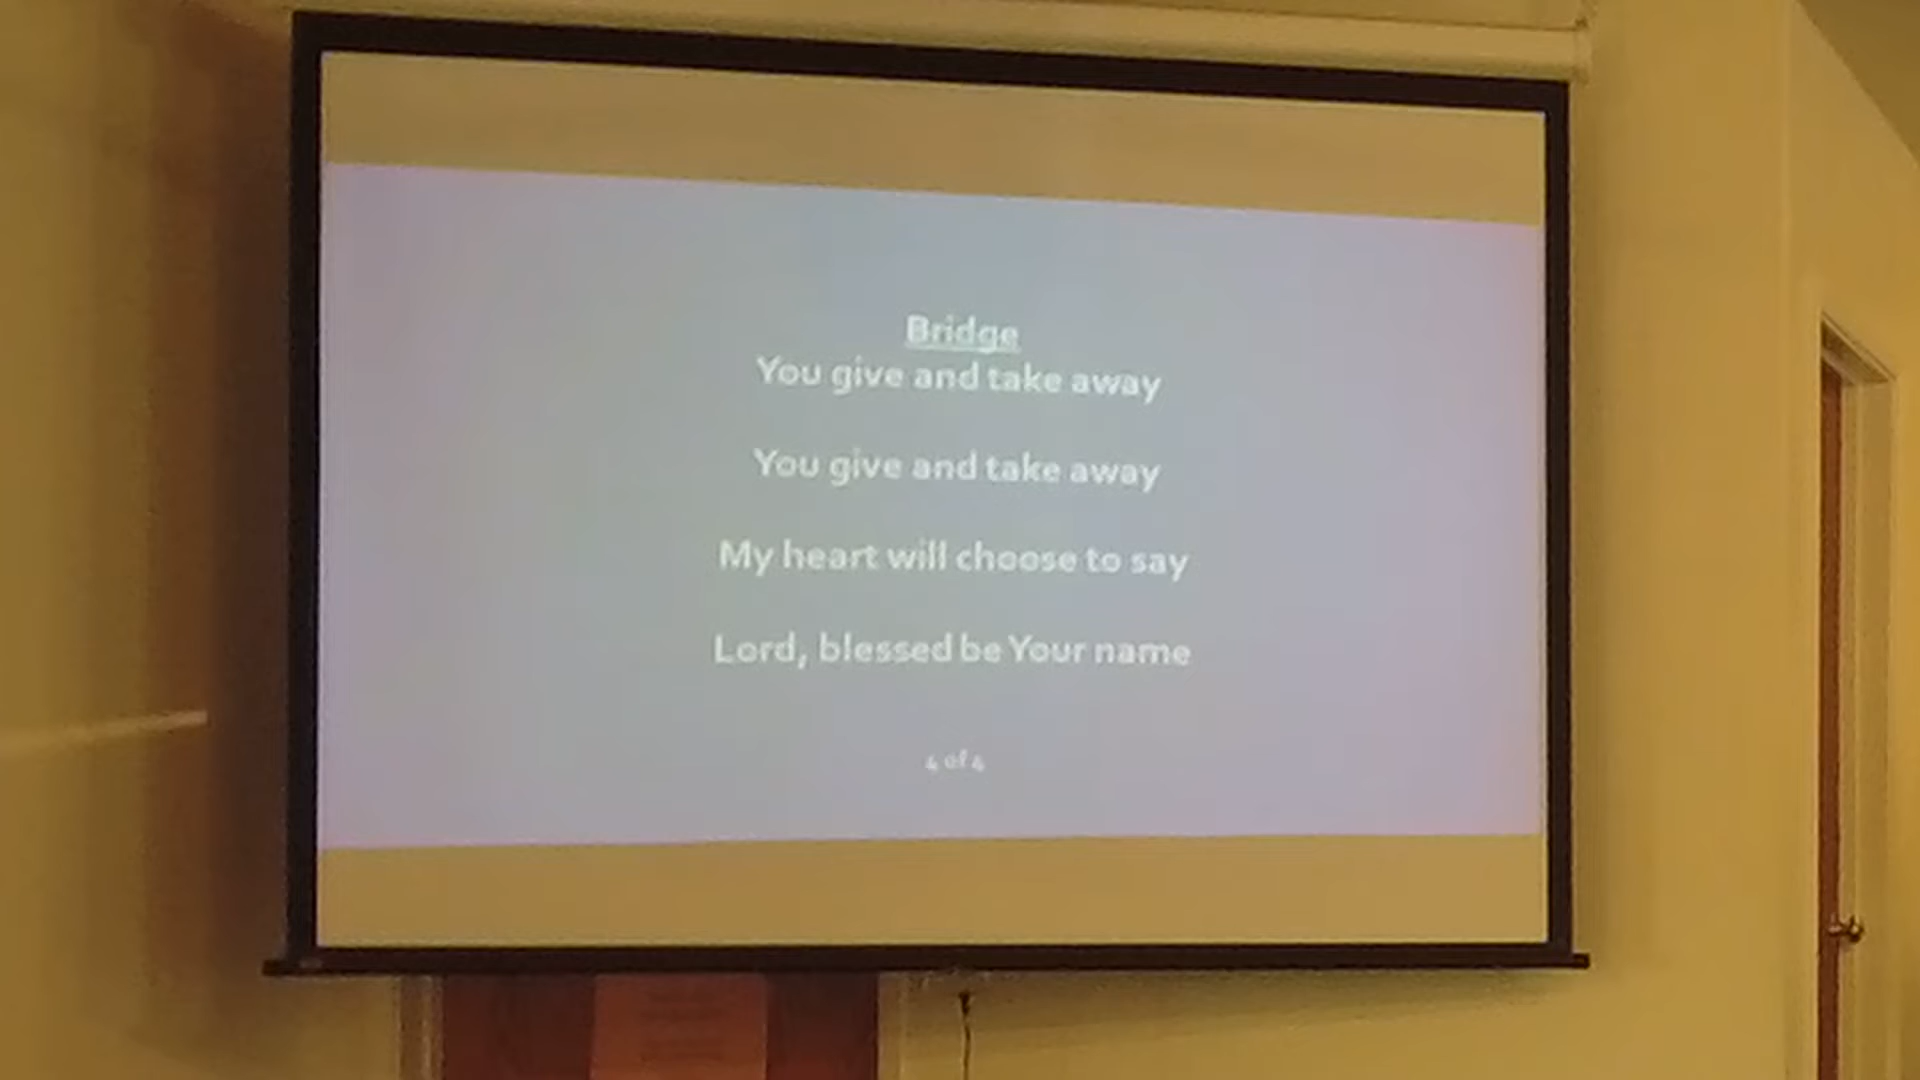 Bridge
You give and take away
You give and take away
My heart will choose to say
Lord, blessed be Your name
4 of 4